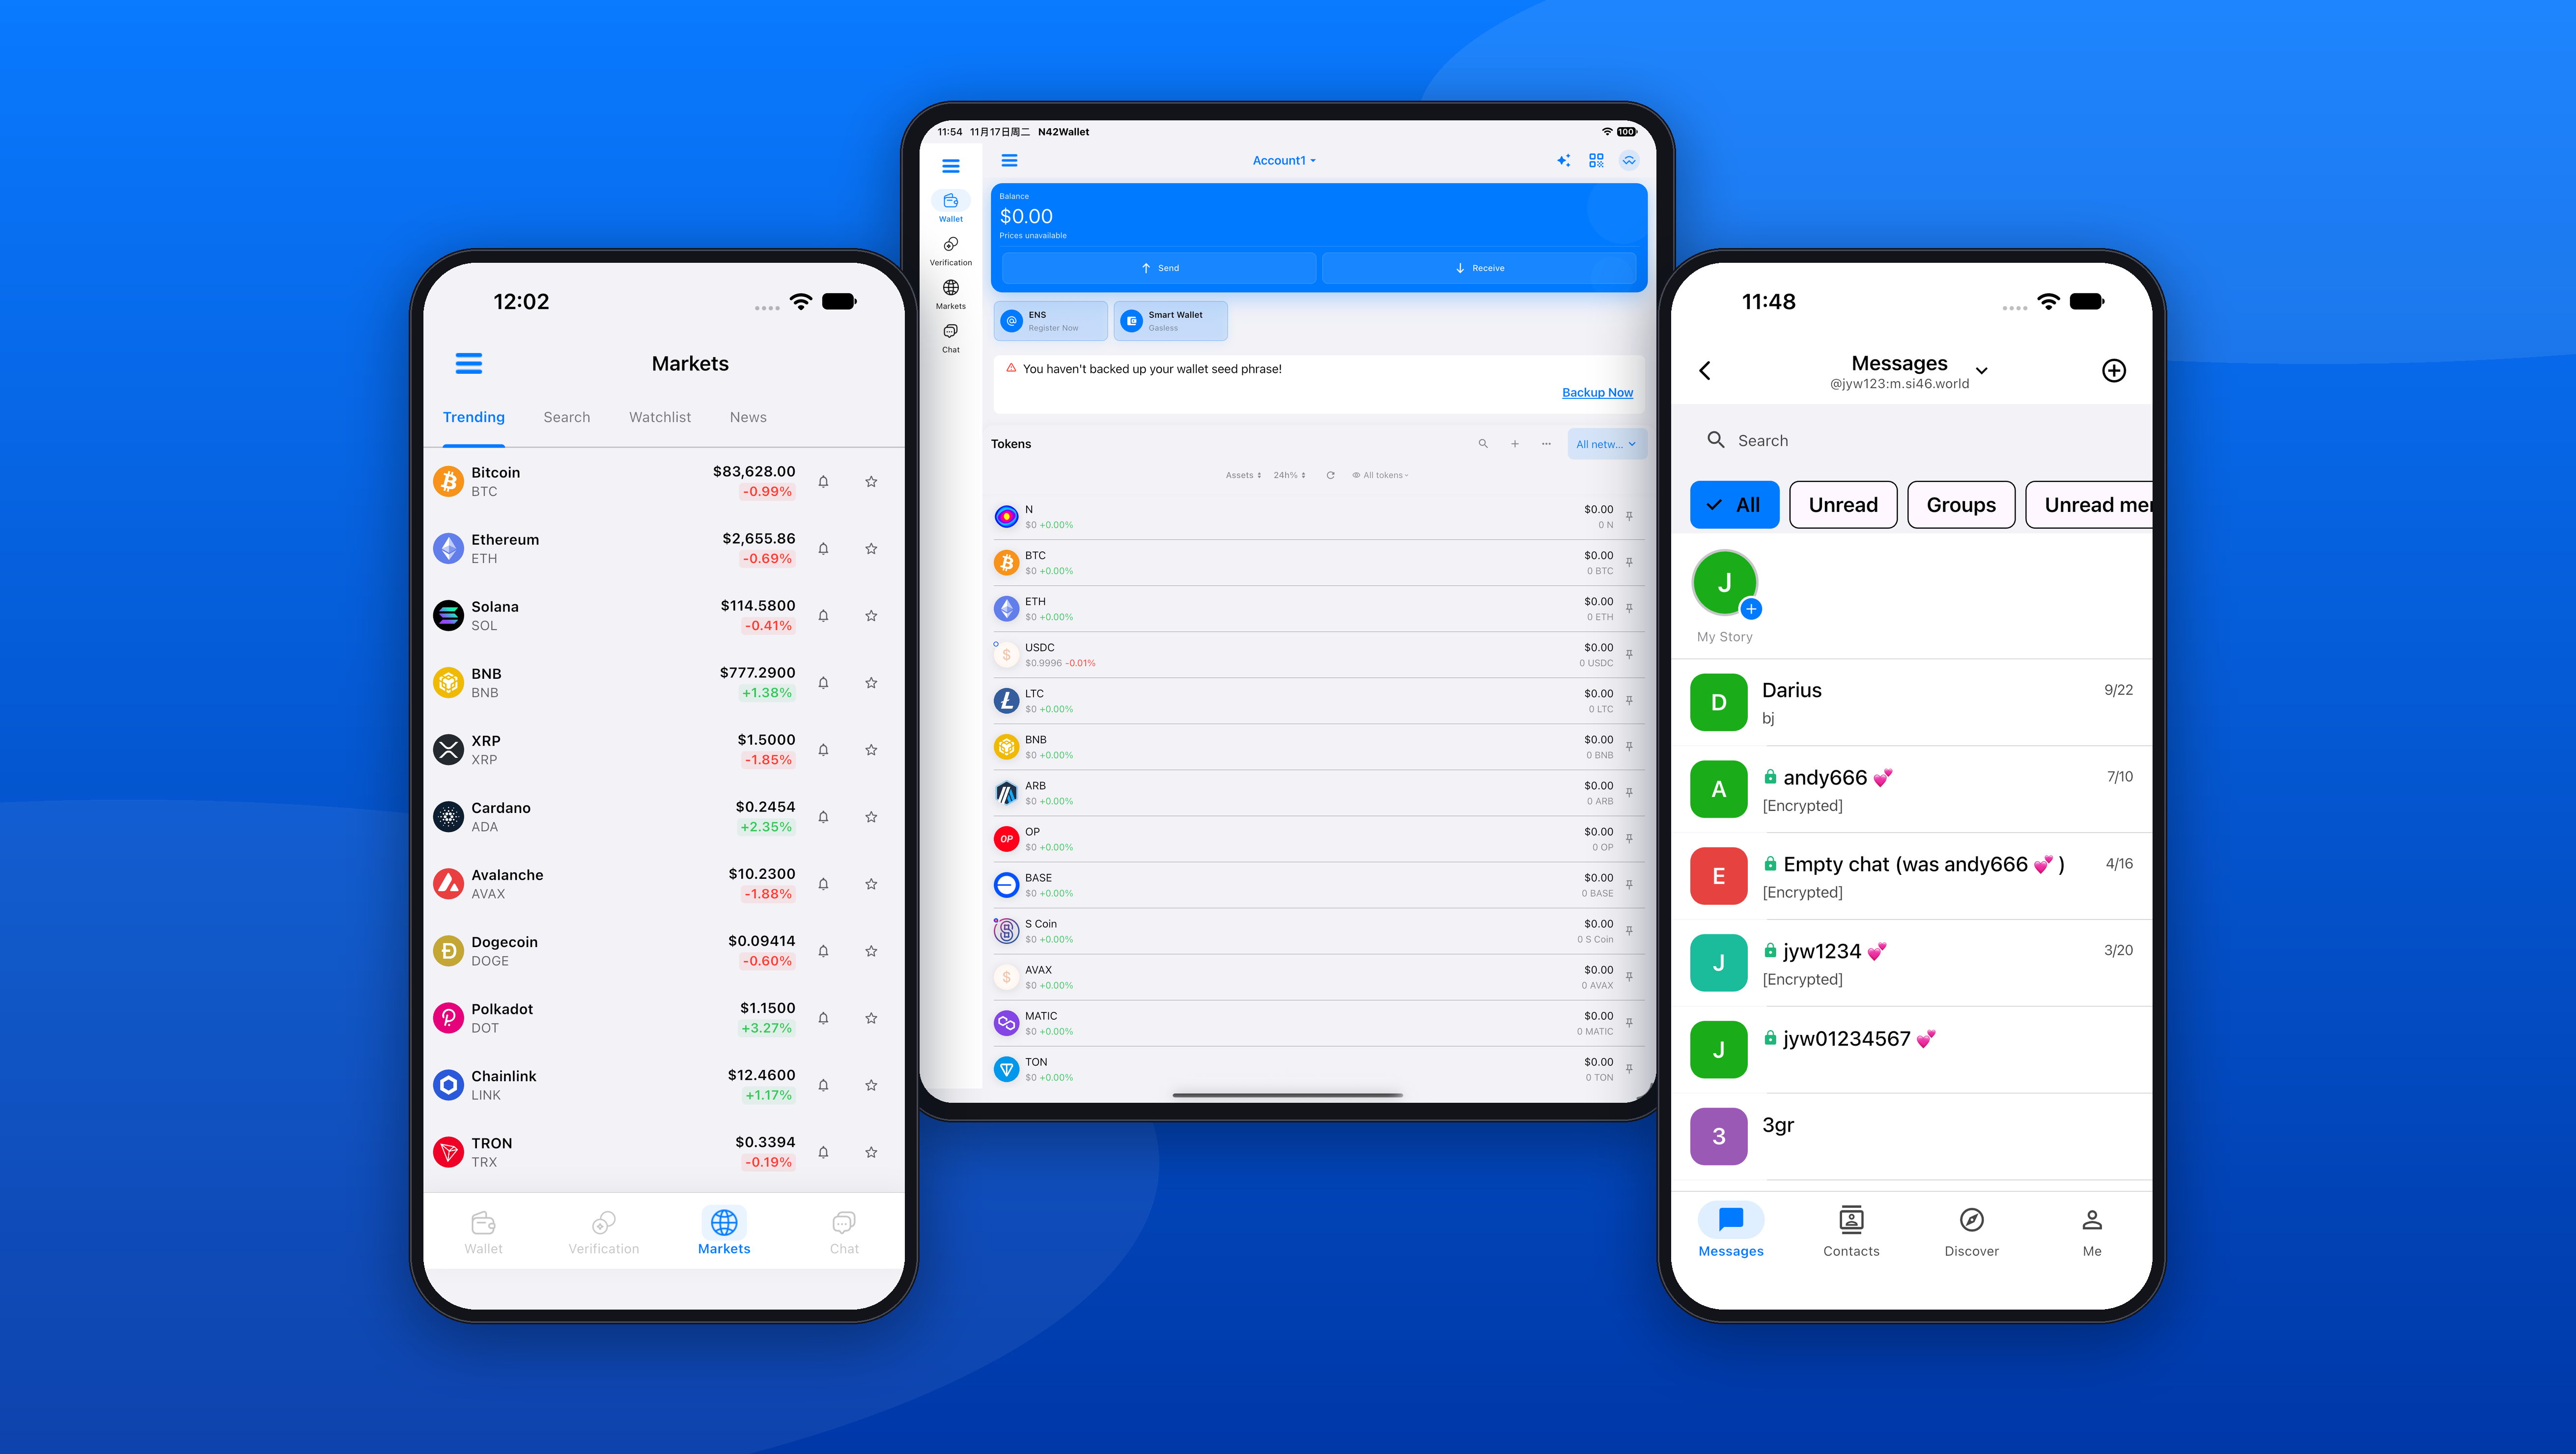 12:02
Markets
Trending Search Watchlist News
Bitcoin $83,628.00
BTC -0.99%
Ethereum $2,655.86
ETH -0.69%
Solana $114.5800
SOL -0.41%
BNB $777.2900
BNB +1.38%
XRP $1.5000
XRP -1.85%
Cardano $0.2454
ADA +2.35%
Avalanche $10.2300
AVAX -1.88%
Dogecoin $0.09414
DOGE -0.60%
Polkadot $1.1500
DOT +3.27%
Chainlink $12.4600
LINK +1.17%
TRON $0.3394
TRX -0.19%
Wallet Verification Markets Chat
11:54 11月17日周二 N42Wallet 100
Account1
Wallet
Verification
Markets
Chat
Balance
$0.00
Prices unavailable
Send Receive
ENS
Register Now
Smart Wallet
Gasless
You haven't backed up your wallet seed phrase!
Backup Now
Tokens All netw...
Assets 24h% All tokens
N $0.00
$0 +0.00% 0 N
BTC $0.00
$0 +0.00% 0 BTC
ETH $0.00
$0 +0.00% 0 ETH
USDC $0.00
$0.9996 -0.01% 0 USDC
LTC $0.00
$0 +0.00% 0 LTC
BNB $0.00
$0 +0.00% 0 BNB
ARB $0.00
$0 +0.00% 0 ARB
OP $0.00
$0 +0.00% 0 OP
BASE $0.00
$0 +0.00% 0 BASE
S Coin $0.00
$0 +0.00% 0 S Coin
AVAX $0.00
$0 +0.00% 0 AVAX
MATIC $0.00
$0 +0.00% 0 MATIC
TON $0.00
$0 +0.00% 0 TON
11:48
Messages
@jyw123:m.si46.world
Search
All Unread Groups Unread me
J
My Story
D Darius 9/22
bj
A andy666 💕 7/10
[Encrypted]
E Empty chat (was andy666 💕 ) 4/16
[Encrypted]
J jyw1234 💕 3/20
[Encrypted]
J jyw01234567 💕
3 3gr
Messages Contacts Discover Me